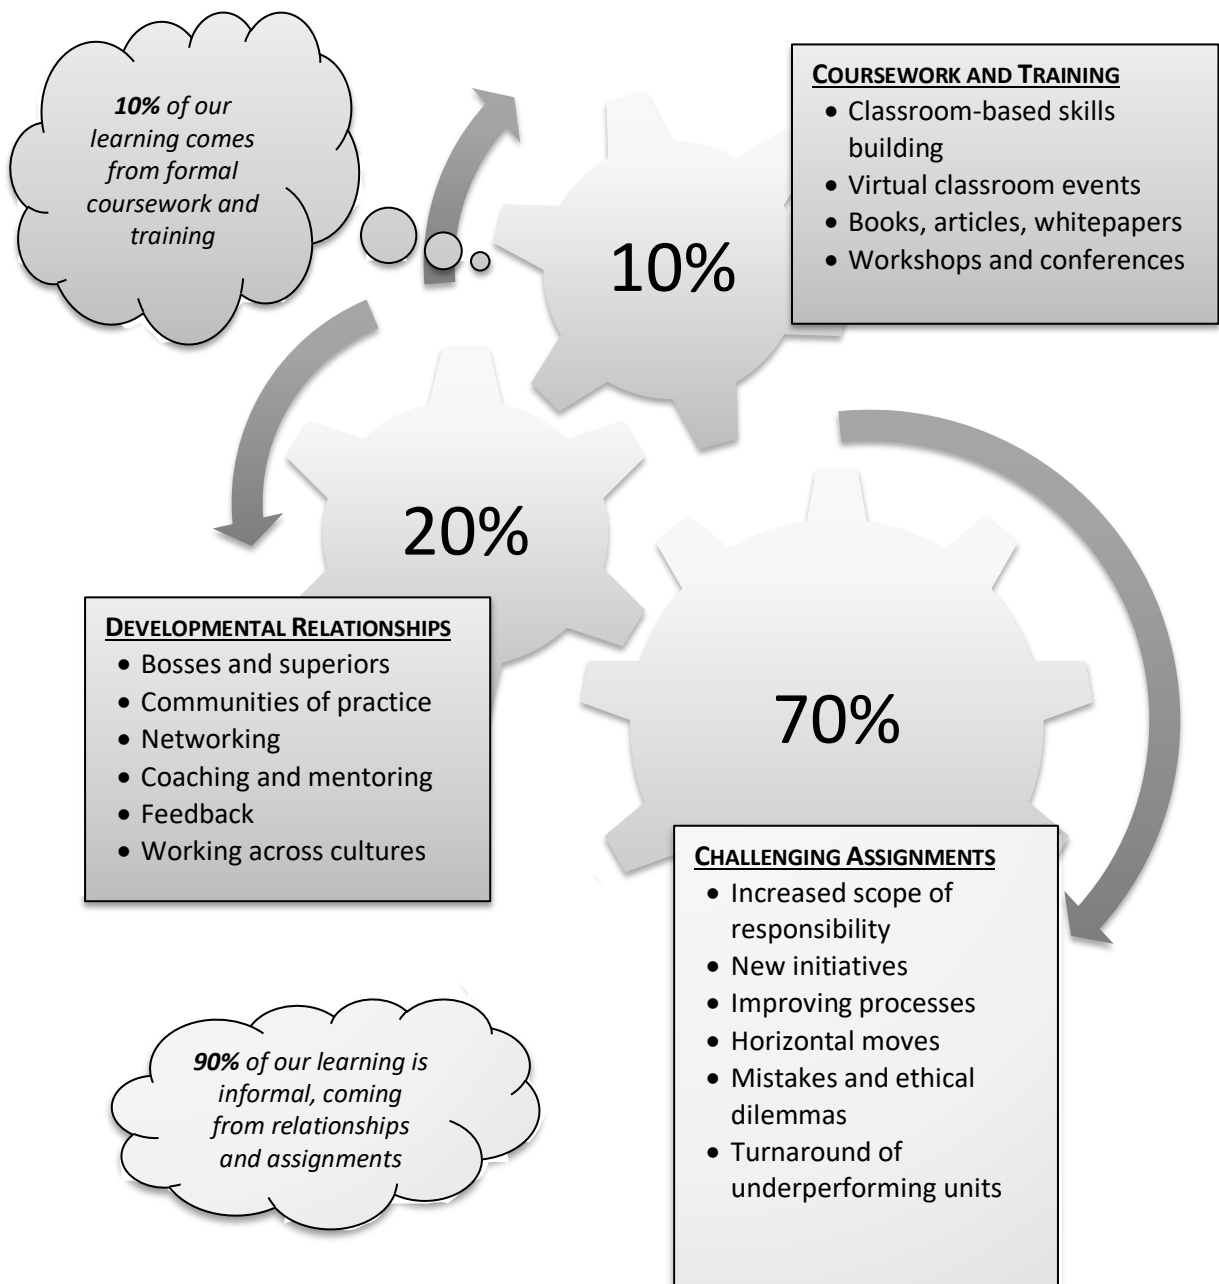 10% of our
learning comes
from formal
coursework and
training
10%
COURSEWORK AND TRAINING
• Classroom-based skills
building
• Virtual classroom events
• Books, articles, whitepapers
• Workshops and conferences
20%
DEVELOPMENTAL RELATIONSHIPS
• Bosses and superiors
• Communities of practice
• Networking
• Coaching and mentoring
• Feedback
• Working across cultures
70%
CHALLENGING ASSIGNMENTS
• Increased scope of
responsibility
• New initiatives
• Improving processes
• Horizontal moves
• Mistakes and ethical
dilemmas
• Turnaround of
underperforming units
90% of our learning is
informal, coming
from relationships
and assignments